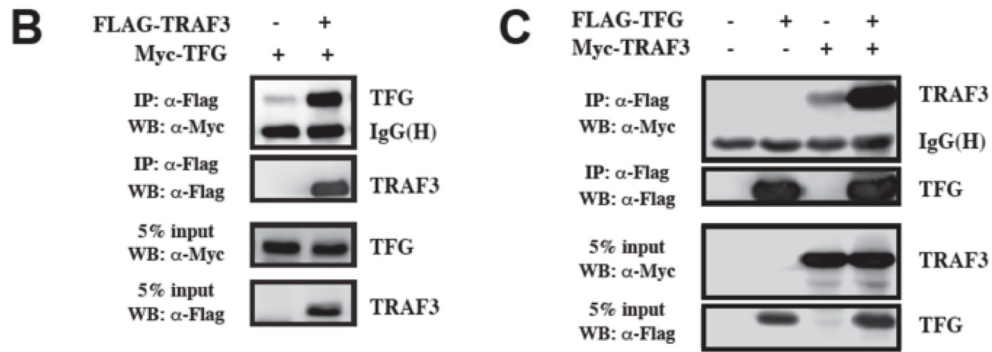 B
FLAG-TRAF3 - +
Myc-TFG + +
IP: α-Flag
WB: α-Myc
TFG
IgG(H)
IP: α-Flag
WB: α-Flag
TRAF3
5% input
WB: α-Myc
TFG
5% input
WB: α-Flag
TRAF3
C
FLAG-TFG - + - +
Myc-TRAF3 - - + +
IP: α-Flag
WB: α-Myc
TRAF3
IgG(H)
IP: α-Flag
WB: α-Flag
TFG
5% input
WB: α-Myc
TRAF3
5% input
WB: α-Flag
TFG